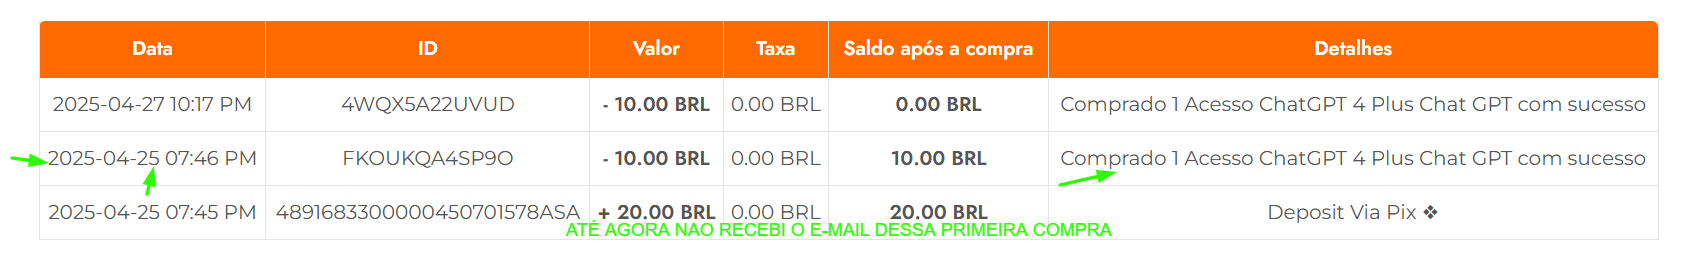 Data ID Valor Taxa Saldo após a compra Detalhes
2025-04-27 10:17 PM 4WQX5A22UVUD - 10.00 BRL 0.00 BRL 0.00 BRL Comprado 1 Acesso ChatGPT 4 Plus Chat GPT com sucesso
2025-04-25 07:46 PM FKOUKQA4SP9O - 10.00 BRL 0.00 BRL 10.00 BRL Comprado 1 Acesso ChatGPT 4 Plus Chat GPT com sucesso
2025-04-25 07:45 PM 4891683300000450701578ASA + 20.00 BRL 0.00 BRL 20.00 BRL Deposit Via Pix ❖
ATÉ AGORA NAO RECEBI O E-MAIL DESSA PRIMEIRA COMPRA